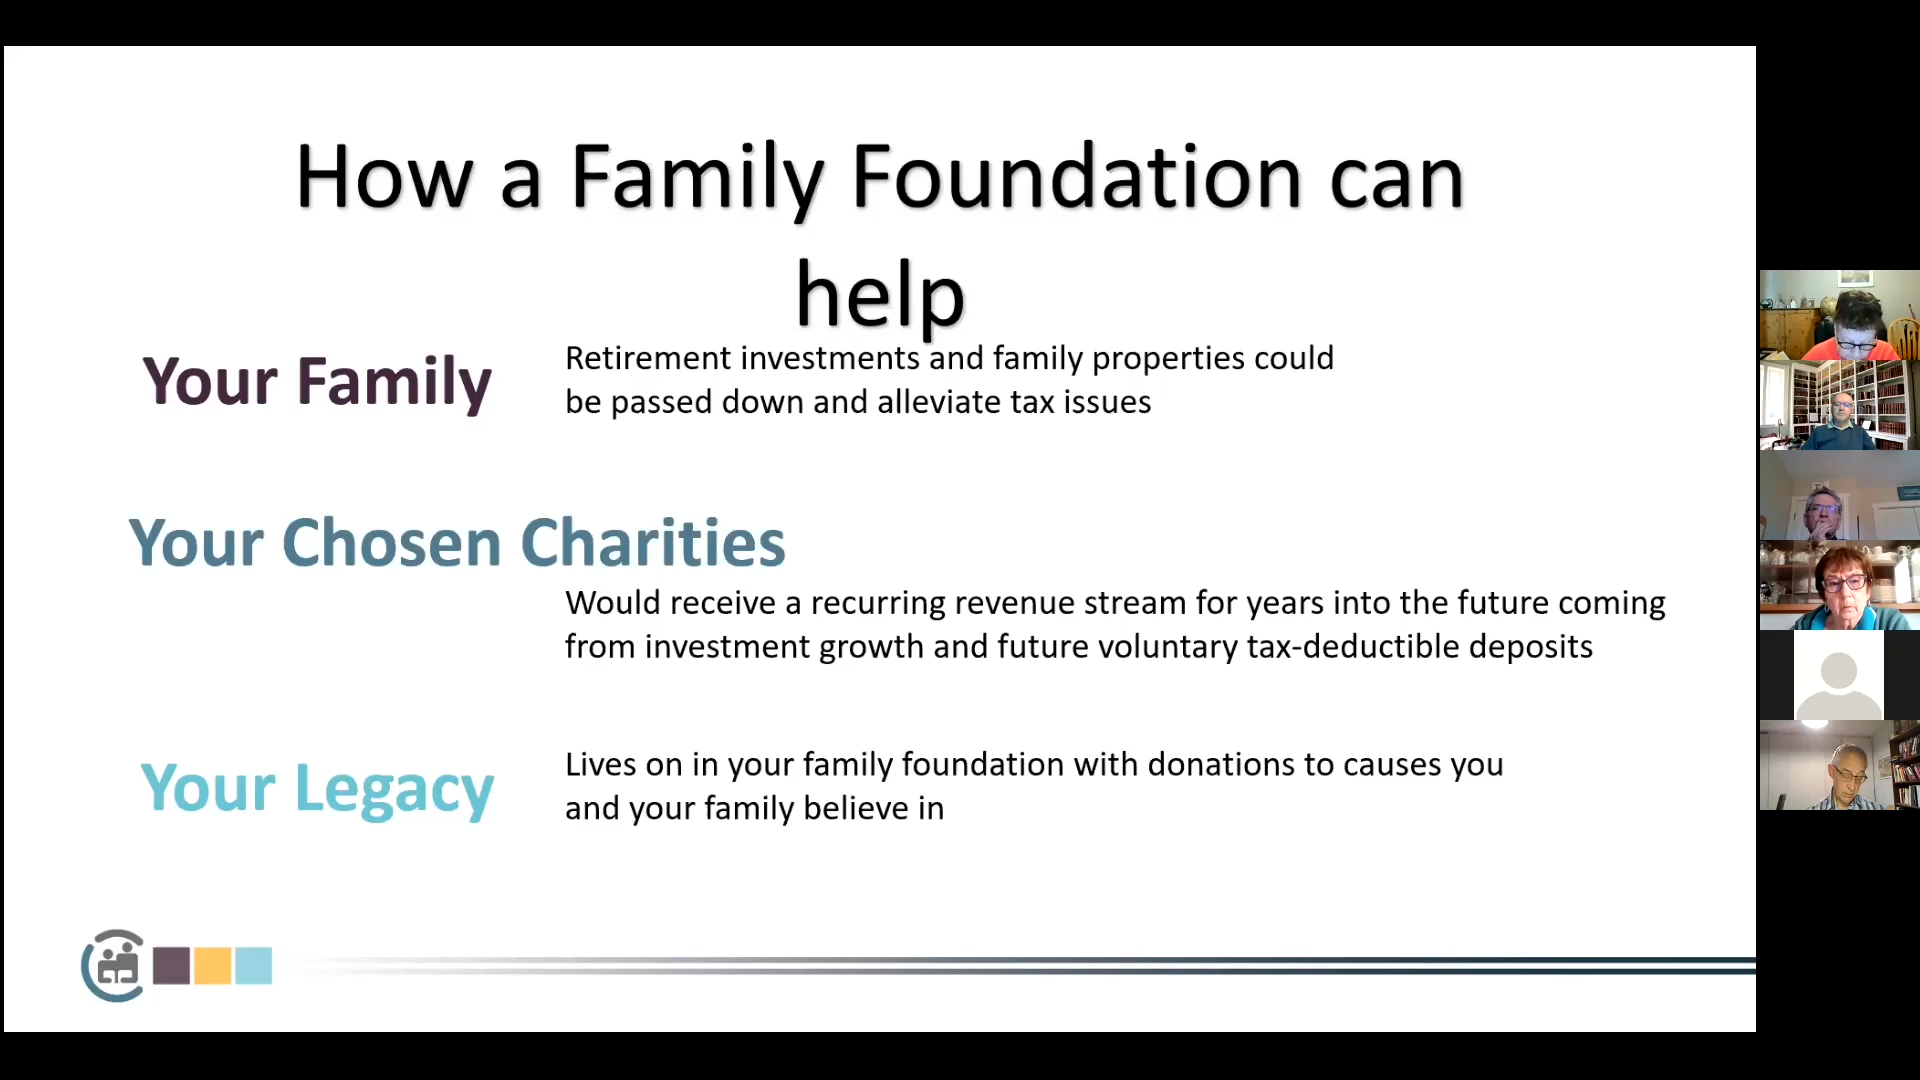 How a Family Foundation can
help
Your Family
Retirement investments and family properties could
be passed down and alleviate tax issues
Your Chosen Charities
Would receive a recurring revenue stream for years into the future coming
from investment growth and future voluntary tax-deductible deposits
Your Legacy
Lives on in your family foundation with donations to causes you
and your family believe in